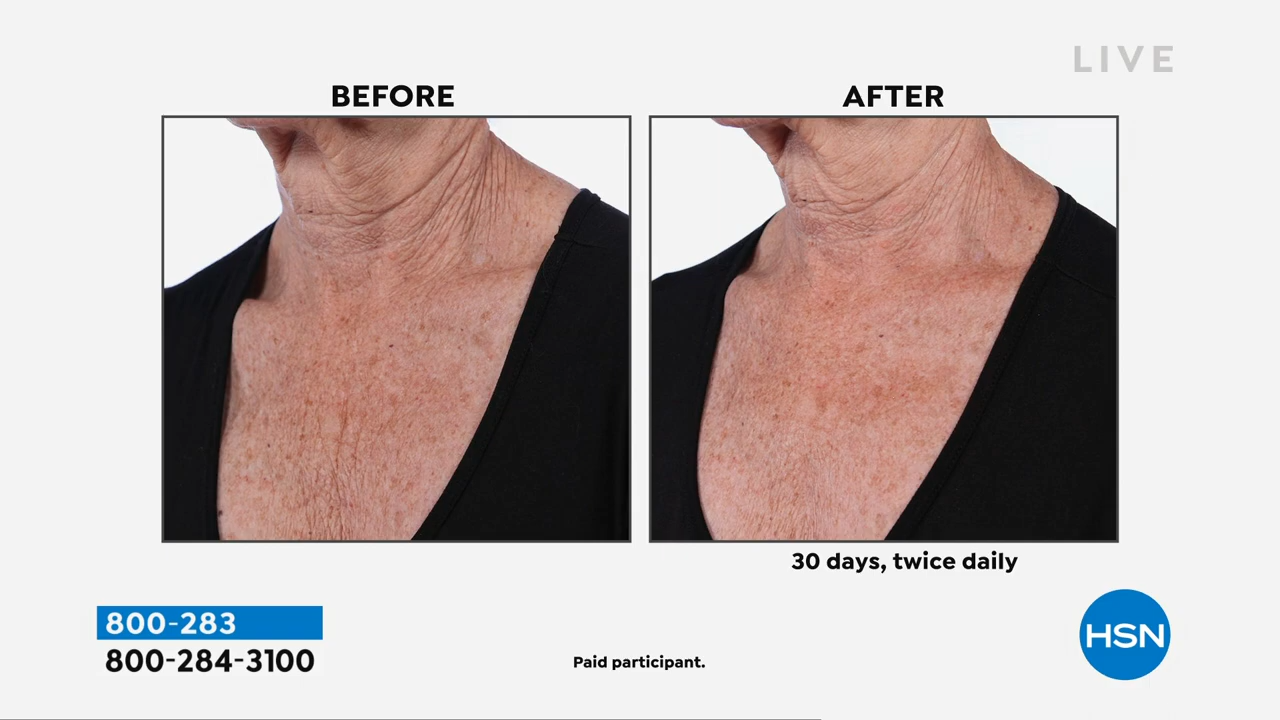 LIVE
BEFORE
AFTER
30 days, twice daily
800-283
800-284-3100
Paid participant.
HSN